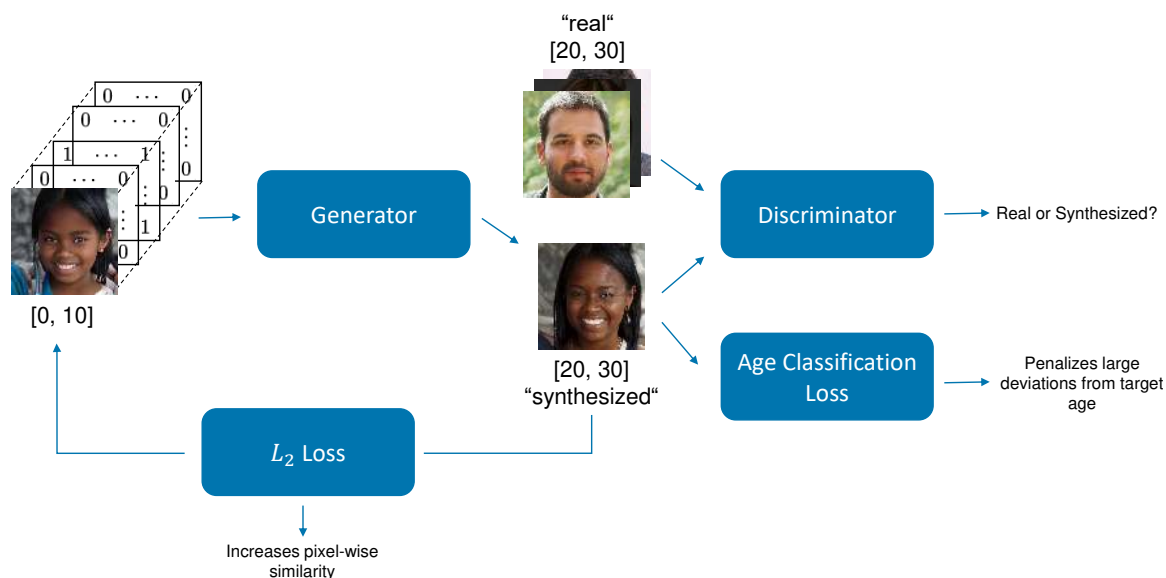 “real“
[20, 30]
0 ⋯ 0
0 ⋯ 0
⋮
1 ⋯ 1
⋮ 0
0 ⋯ 0
⋮ 0
⋮ 1
0
[0, 10]
Generator
Discriminator
Real or Synthesized?
[20, 30]
“synthesized“
Age Classification
Loss
Penalizes large
deviations from target
age
L₂ Loss
Increases pixel-wise
similarity